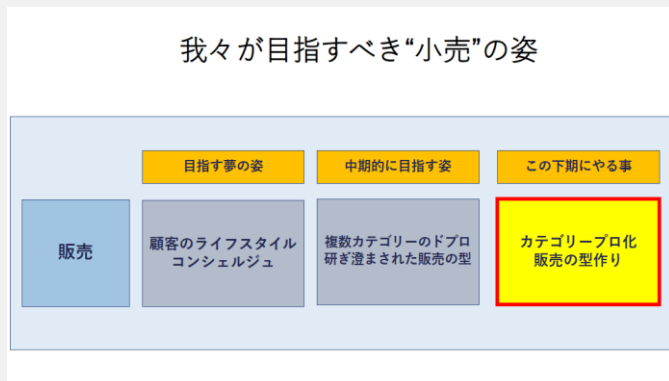 我々が目指すべき“小売”の姿
目指す夢の姿
中期的に目指す姿
この下期にやる事
販売
顧客のライフスタイル
コンシェルジュ
複数カテゴリーのドプロ
研ぎ澄まされた販売の型
カテゴリープロ化
販売の型作り